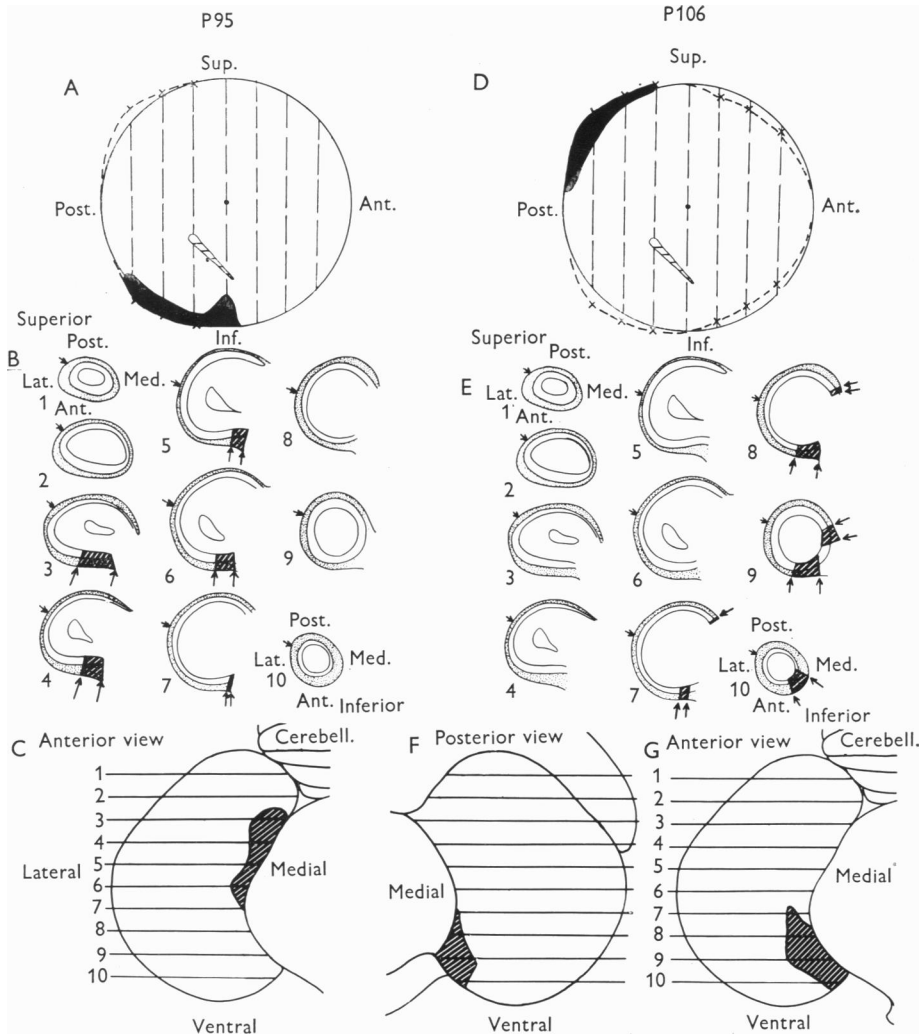 P95
P106
A
Sup.
Post.
Ant.
Inf.
D
Sup.
Post.
Ant.
Inf.
Superior
B
Post.
Lat.
Med.
1
Ant.
2
3
4
5
6
7
8
9
Post.
Lat.
Med.
10
Ant.
Inferior
Superior
E
Post.
Lat.
Med.
1
Ant.
2
3
4
5
6
7
8
9
Post.
Lat.
Med.
10
Ant.
Inferior
C
Anterior view
Cerebell.
1
2
3
4
5
6
7
8
9
10
Lateral
Medial
Ventral
F
Posterior view
Medial
Ventral
G
Anterior view
Cerebell.
1
2
3
4
5
6
7
8
9
10
Medial
Ventral